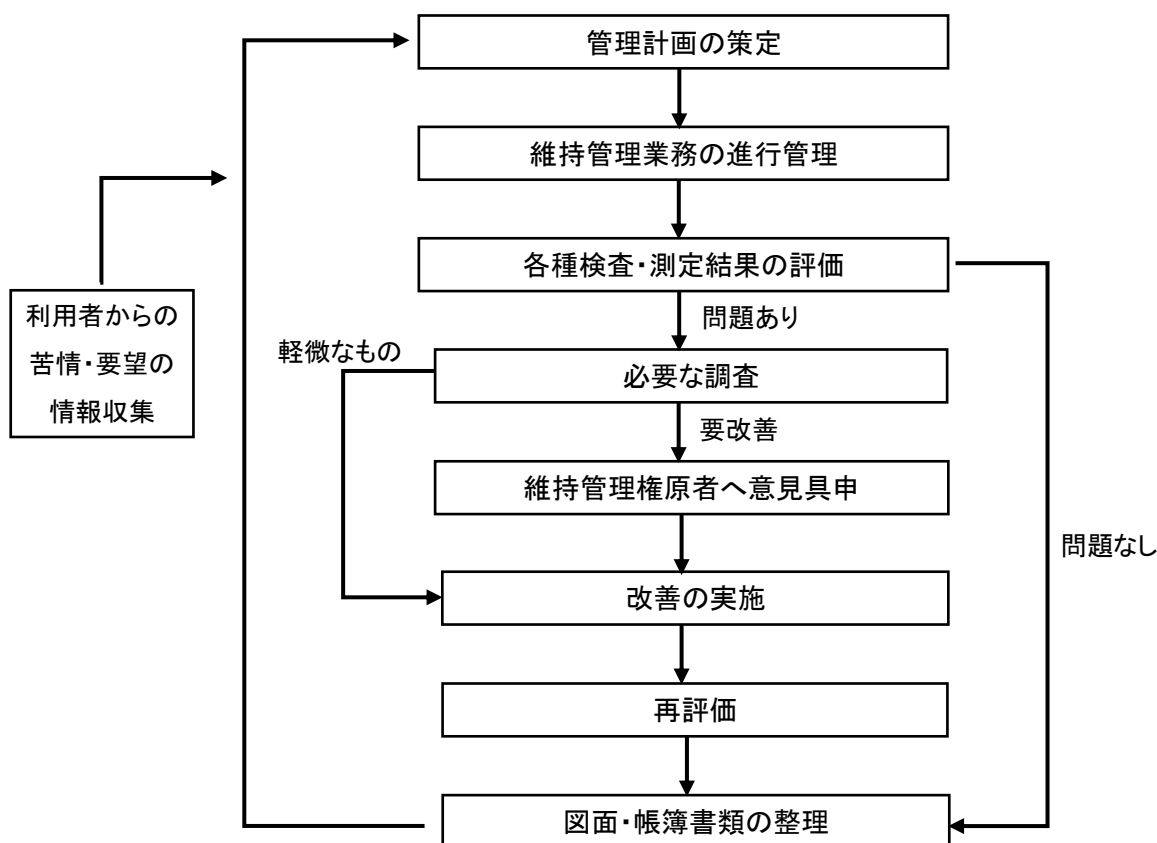 管理計画の策定
維持管理業務の進行管理
各種検査・測定結果の評価
問題あり
利用者からの
苦情・要望の
情報収集
軽微なもの
必要な調査
要改善
維持管理権原者へ意見具申
問題なし
改善の実施
再評価
図面・帳簿書類の整理